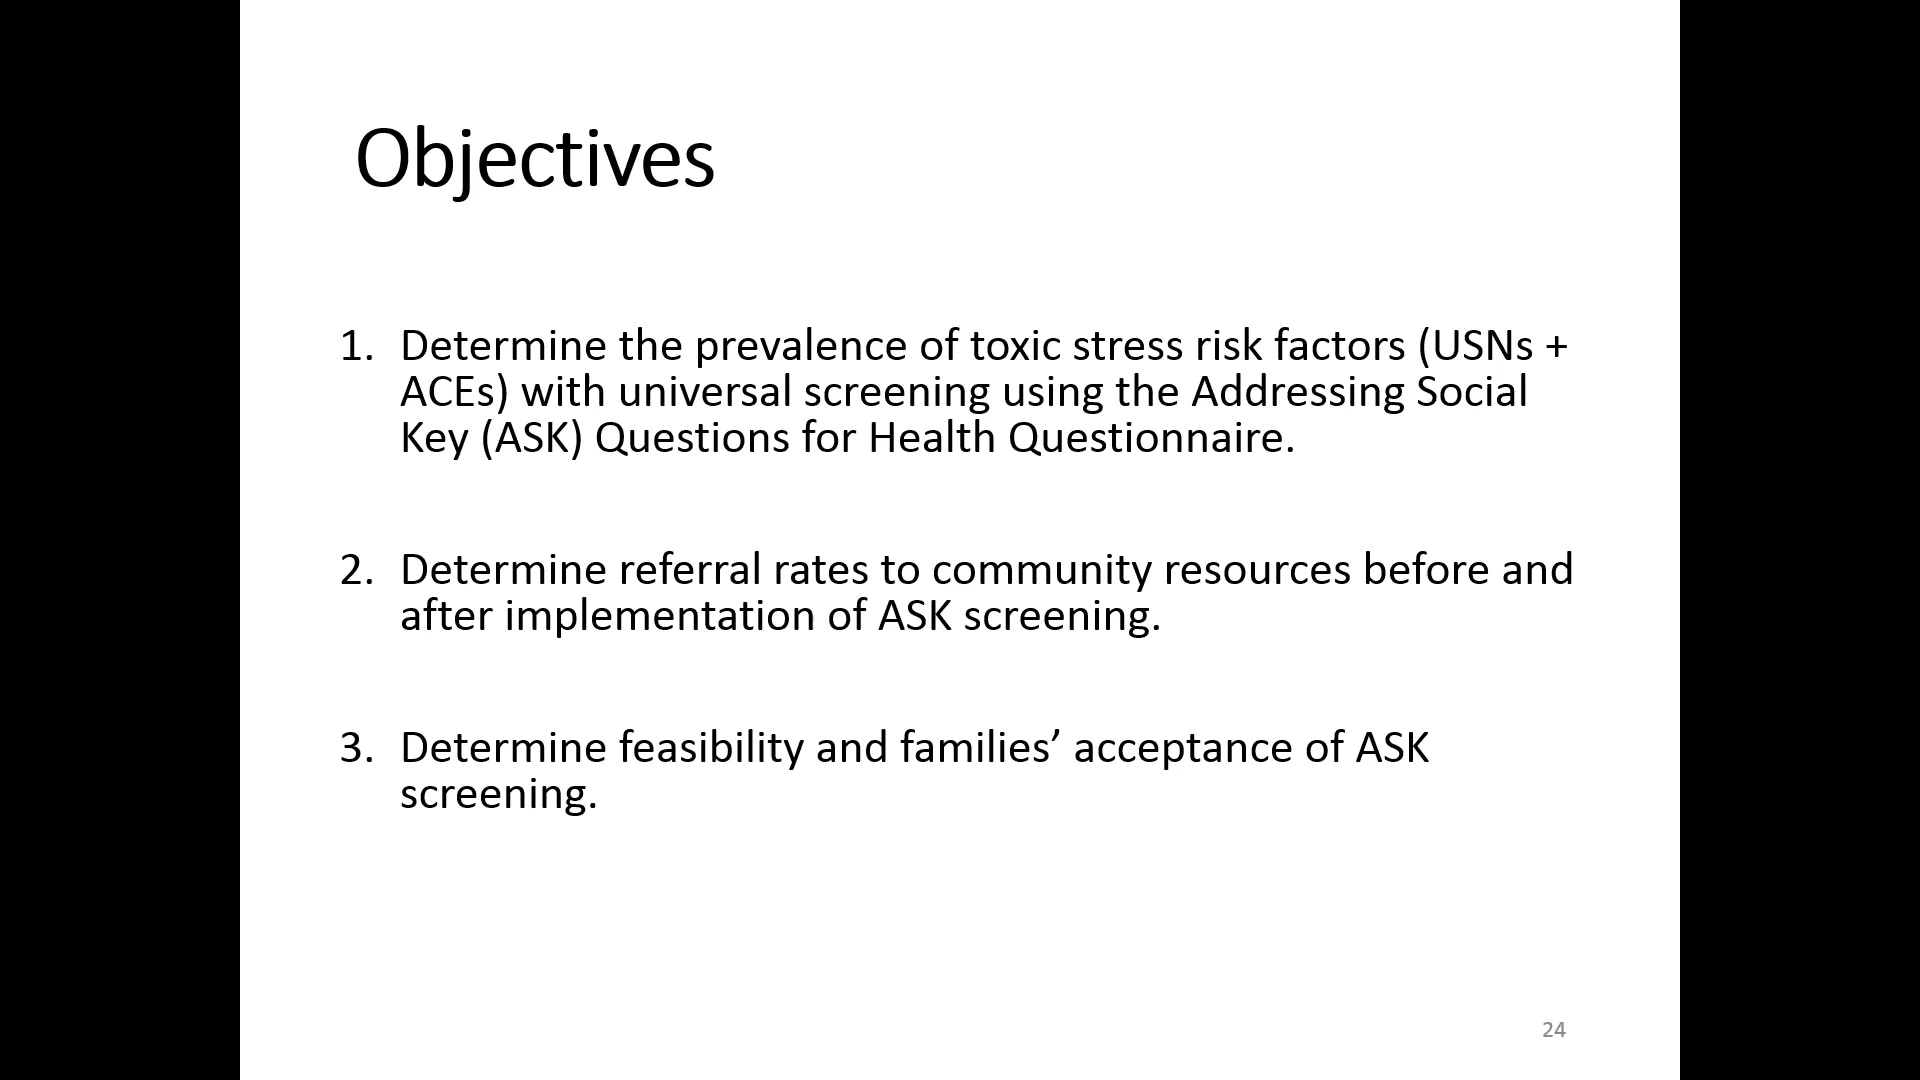 Objectives
1. Determine the prevalence of toxic stress risk factors (USNs +
ACEs) with universal screening using the Addressing Social
Key (ASK) Questions for Health Questionnaire.
2. Determine referral rates to community resources before and
after implementation of ASK screening.
3. Determine feasibility and families’ acceptance of ASK
screening.
24